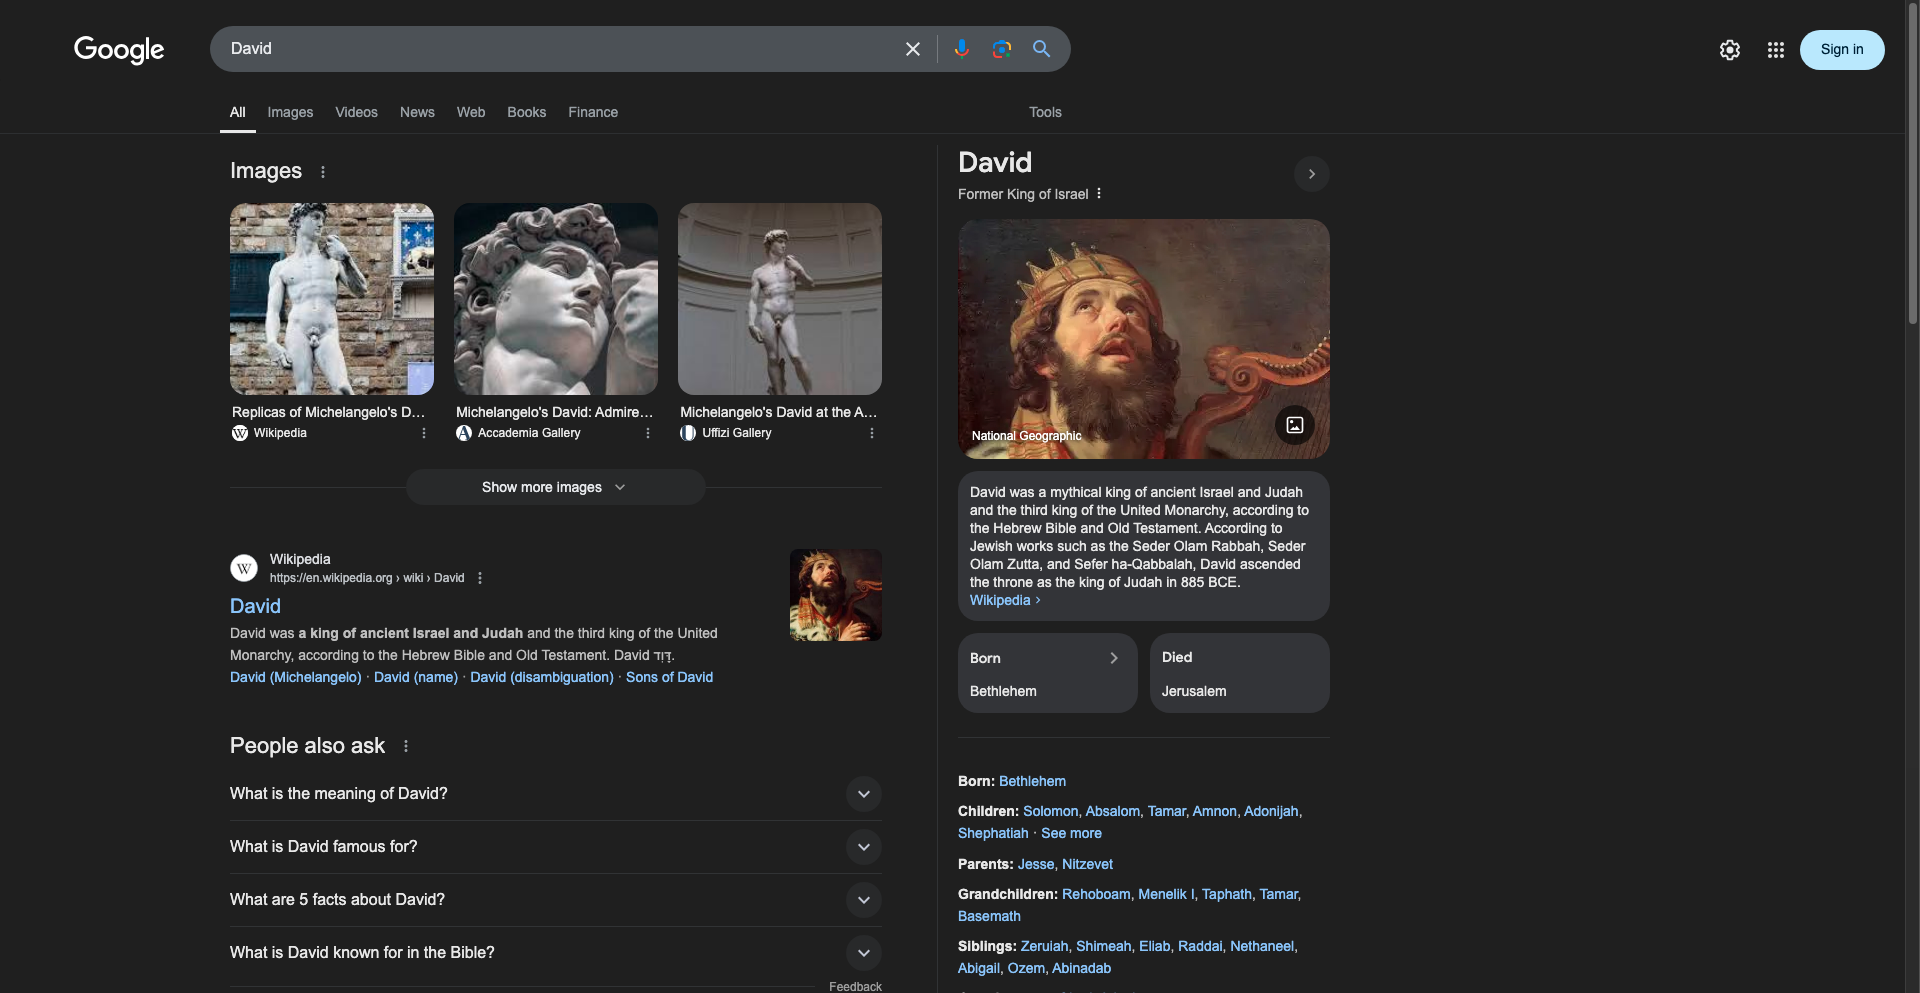 Google
David
Sign in
All
Images
Videos
News
Web
Books
Finance
Tools
Images
Replicas of Michelangelo's D...
Wikipedia
Michelangelo's David: Admire...
Accademia Gallery
Michelangelo's David at the A...
Uffizi Gallery
Show more images
W
Wikipedia
https://en.wikipedia.org › wiki › David
David
David was a king of ancient Israel and Judah and the third king of the United
Monarchy, according to the Hebrew Bible and Old Testament. David דָּוִד.
David (Michelangelo) · David (name) · David (disambiguation) · Sons of David
People also ask
What is the meaning of David?
What is David famous for?
What are 5 facts about David?
What is David known for in the Bible?
Feedback
David
Former King of Israel
National Geographic
David was a mythical king of ancient Israel and Judah
and the third king of the United Monarchy, according to
the Hebrew Bible and Old Testament. According to
Jewish works such as the Seder Olam Rabbah, Seder
Olam Zutta, and Sefer ha-Qabbalah, David ascended
the throne as the king of Judah in 885 BCE.
Wikipedia ›
Born
Bethlehem
Died
Jerusalem
Born: Bethlehem
Children: Solomon, Absalom, Tamar, Amnon, Adonijah,
Shephatiah · See more
Parents: Jesse, Nitzevet
Grandchildren: Rehoboam, Menelik I, Taphath, Tamar,
Basemath
Siblings: Zeruiah, Shimeah, Eliab, Raddai, Nethaneel,
Abigail, Ozem, Abinadab